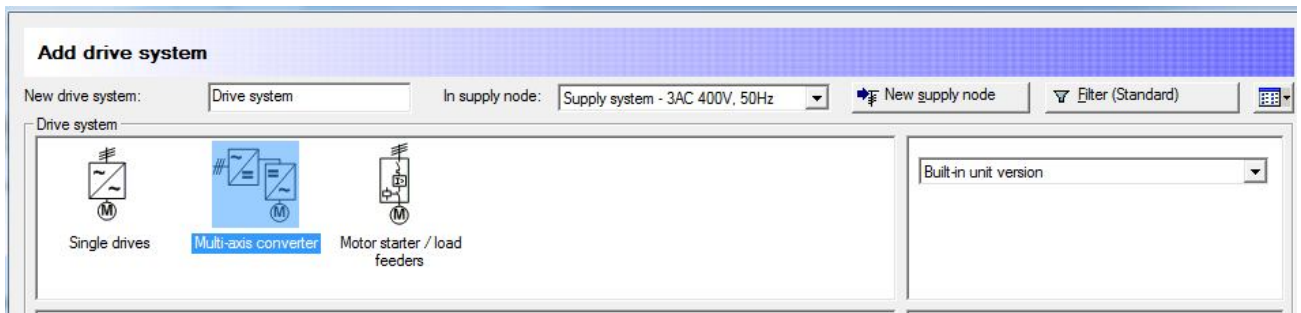 Add drive system
New drive system: Drive system In supply node: Supply system - 3AC 400V, 50Hz New supply node Filter (Standard)
Drive system
Built-in unit version
Single drives Multi-axis converter Motor starter / load
feeders